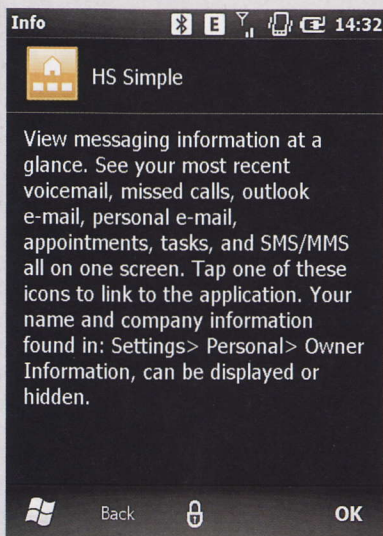 Info E 14:32
HS Simple
View messaging information at a
glance. See your most recent
voicemail, missed calls, outlook
e-mail, personal e-mail,
appointments, tasks, and SMS/MMS
all on one screen. Tap one of these
icons to link to the application. Your
name and company information
found in: Settings> Personal> Owner
Information, can be displayed or
hidden.
Back OK